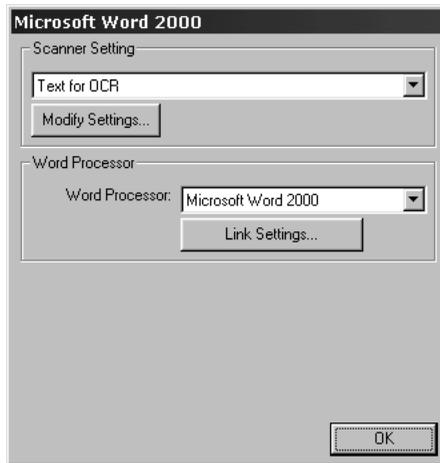 Microsoft Word 2000
Scanner Setting
Text for OCR
Modify Settings...
Word Processor
Word Processor: Microsoft Word 2000
Link Settings...
OK